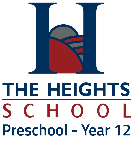 THE HEIGHTS
SCHOOL
Preschool - Year 12